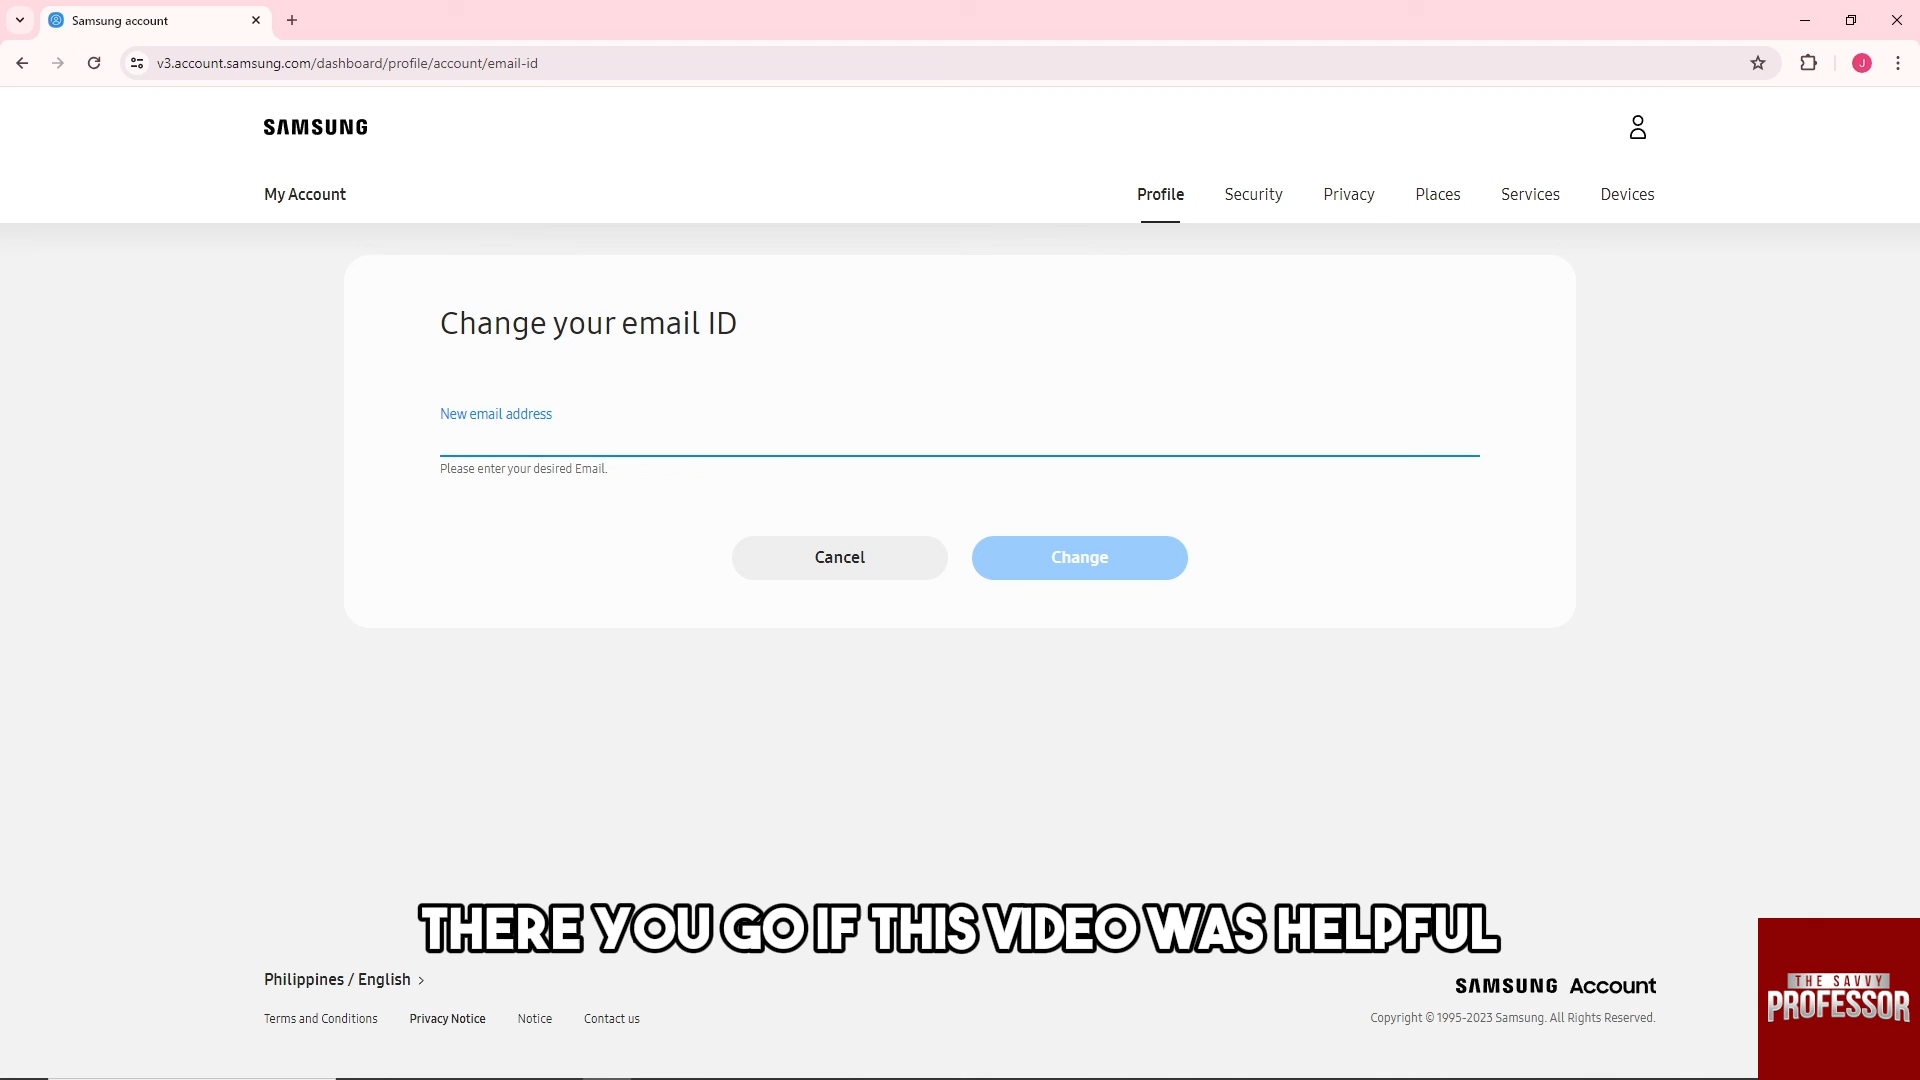 Samsung account
v3.account.samsung.com/dashboard/profile/account/email-id
J
SAMSUNG
My Account
Profile
Security
Privacy
Places
Services
Devices
Change your email ID
New email address
Please enter your desired Email.
Cancel
Change
THERE YOU GO IF THIS VIDEO WAS HELPFUL
Philippines / English
SAMSUNG Account
Terms and Conditions
Privacy Notice
Notice
Contact us
Copyright © 1995-2023 Samsung. All Rights Reserved.
THE SAVVY
PROFESSOR